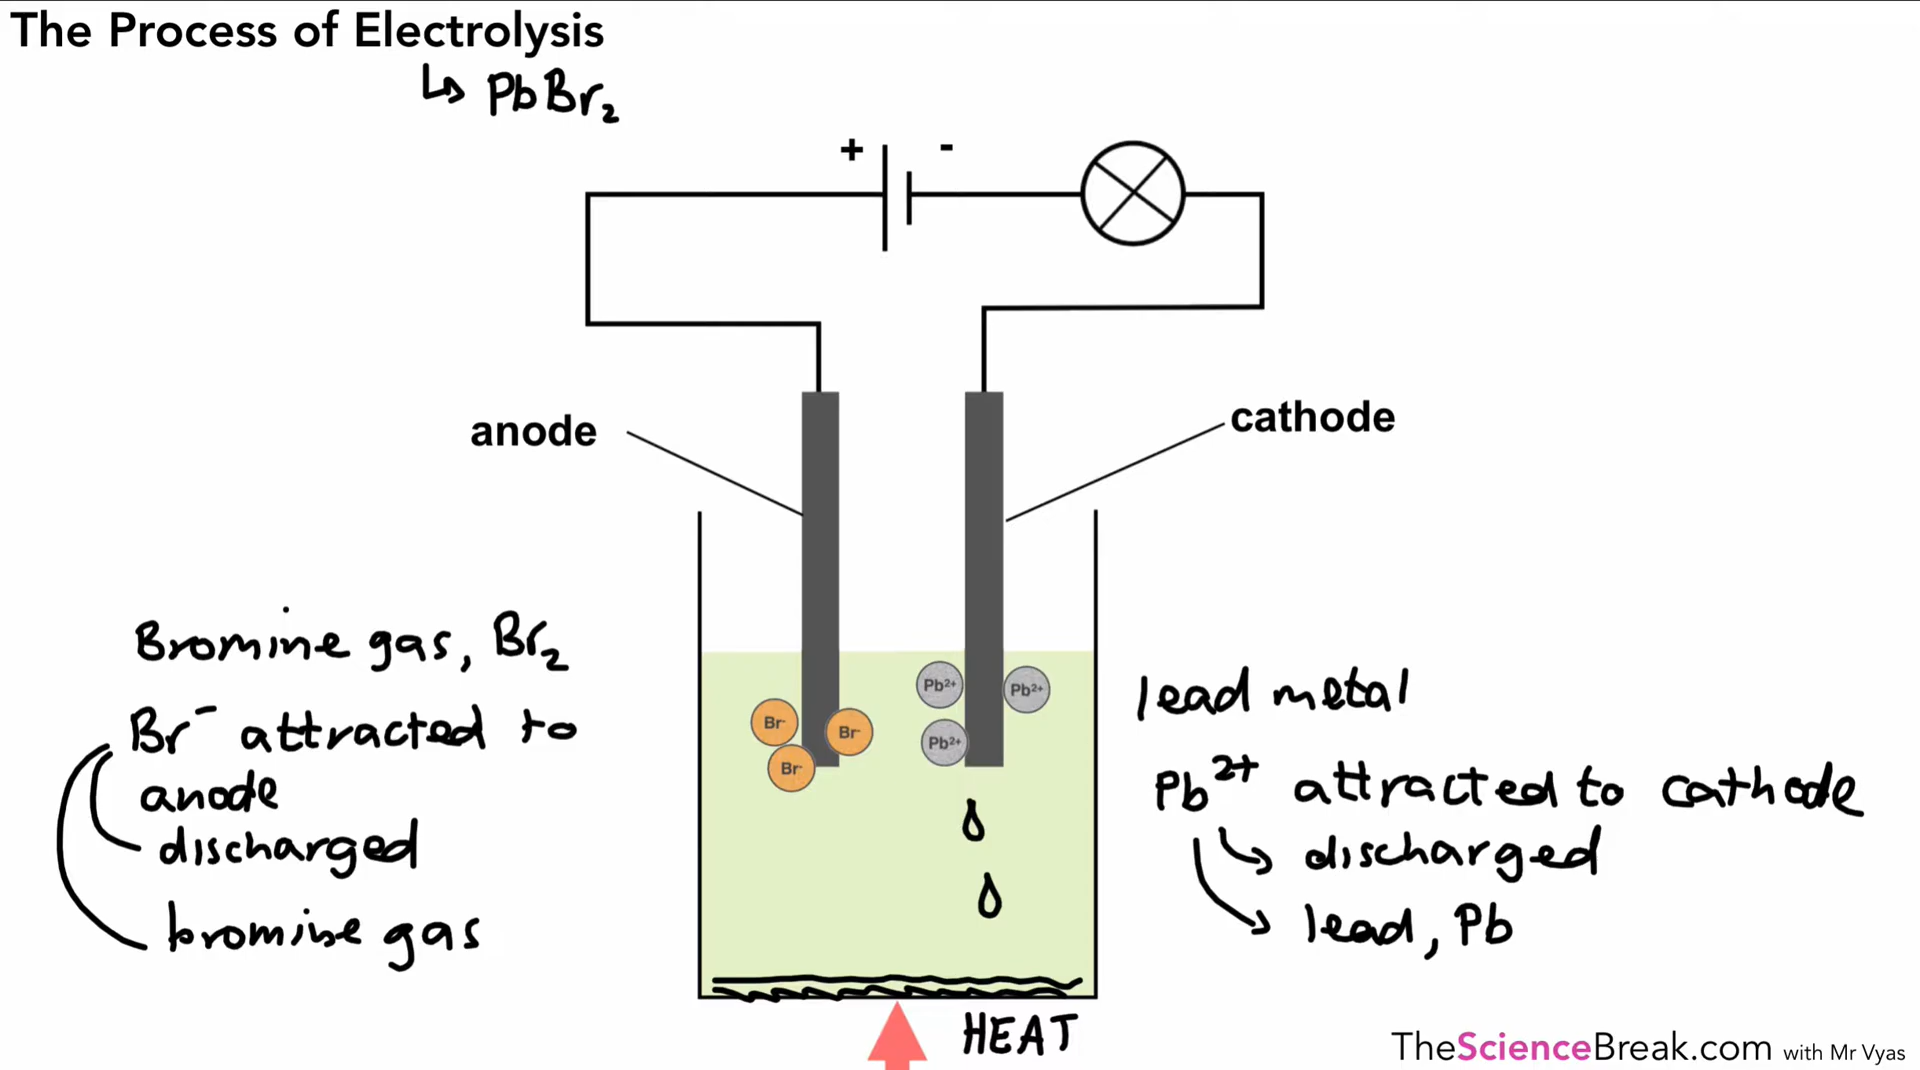 The Process of Electrolysis
↳ PbBr₂
+ -
anode
cathode
Bromine gas, Br₂
Br⁻ attracted to
anode
discharged
bromine gas
Br⁻
Br⁻
Br⁻
Pb²⁺
Pb²⁺
Pb²⁺
lead metal
Pb²⁺ attracted to cathode
discharged
lead, Pb
HEAT
TheScienceBreak.com with Mr Vyas